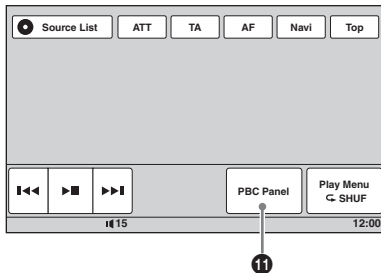 Source List ATT TA AF Navi Top
PBC Panel Play Menu
SHUF
15 12:00
11